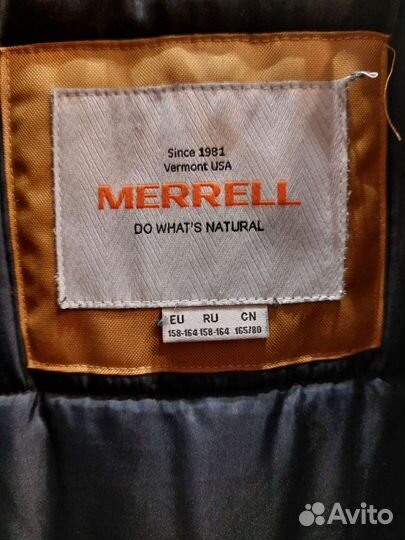 Since 1981
Vermont USA
MERRELL
DO WHAT'S NATURAL
EU RU CN
158-164 158-164 165/80
Avito